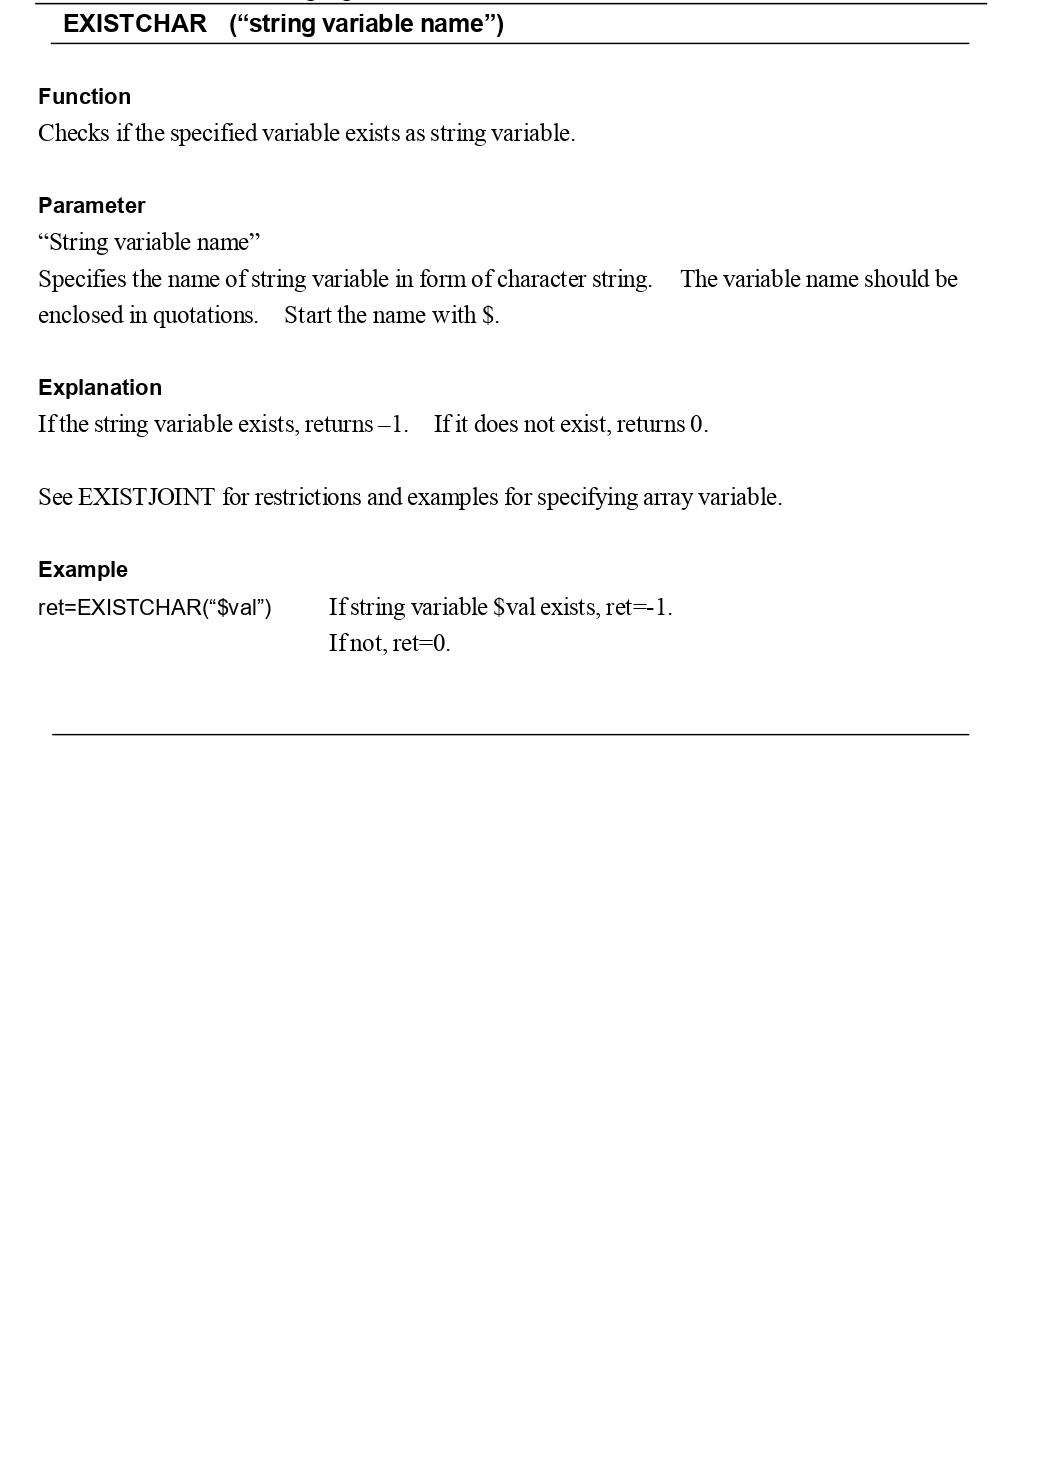 EXISTCHAR (“string variable name”)
Function
Checks if the specified variable exists as string variable.
Parameter
“String variable name”
Specifies the name of string variable in form of character string. The variable name should be
enclosed in quotations. Start the name with $.
Explanation
If the string variable exists, returns –1. If it does not exist, returns 0.
See EXISTJOINT for restrictions and examples for specifying array variable.
Example
ret=EXISTCHAR(“$val”) If string variable $val exists, ret=-1.
If not, ret=0.